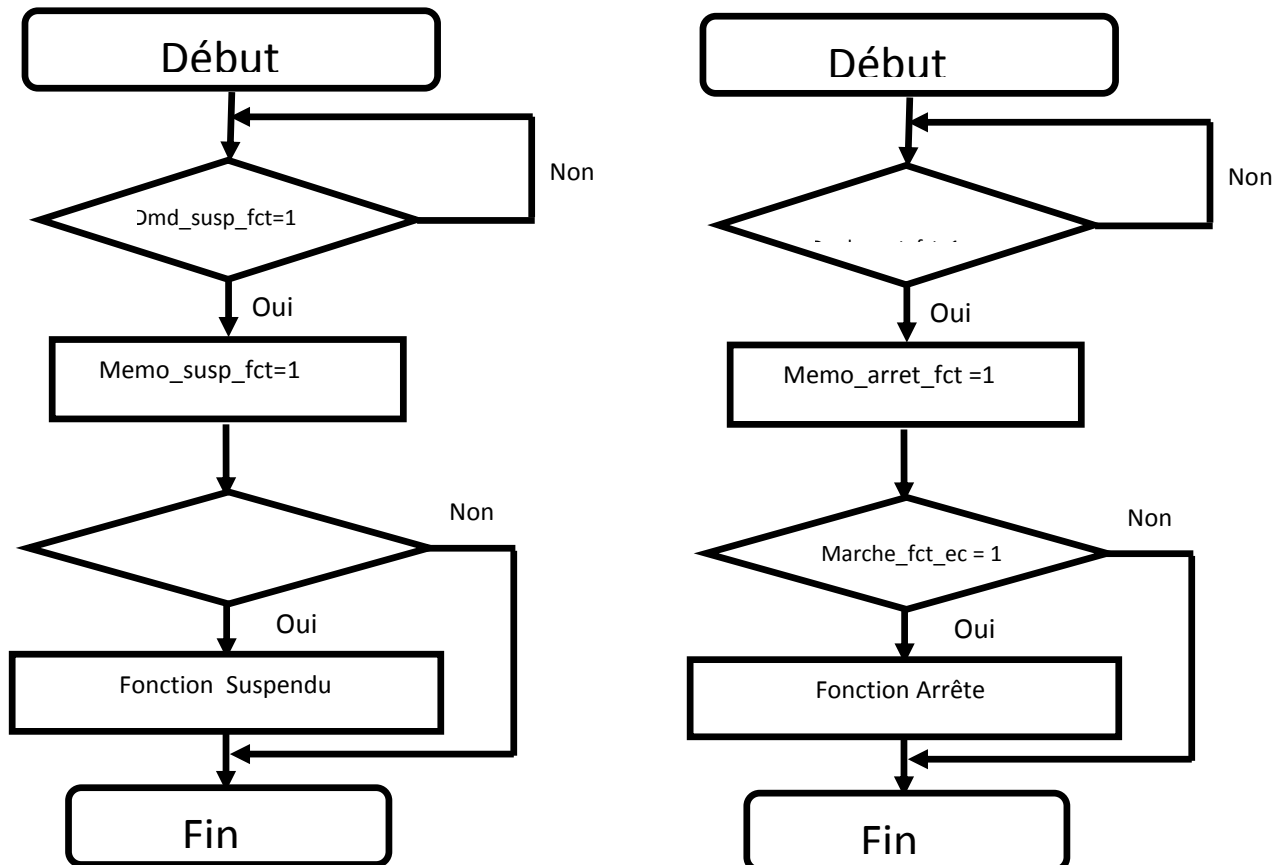 Début
Non
Dmd_susp_fct=1
Oui
Memo_susp_fct=1
Non
Oui
Fonction Suspendu
Fin
Début
Non
Oui
Memo_arret_fct =1
Non
Marche_fct_ec = 1
Oui
Fonction Arrête
Fin